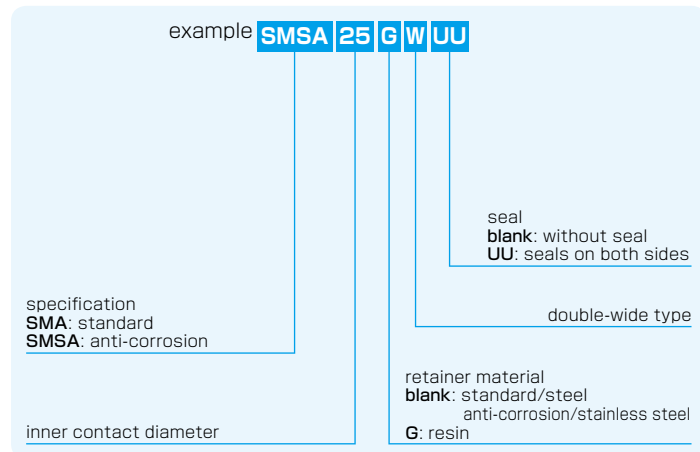 example SMSA 25 G W UU
seal
blank: without seal
UU: seals on both sides
specification
SMA: standard
SMSA: anti-corrosion
double-wide type
retainer material
blank: standard/steel
anti-corrosion/stainless steel
G: resin
inner contact diameter